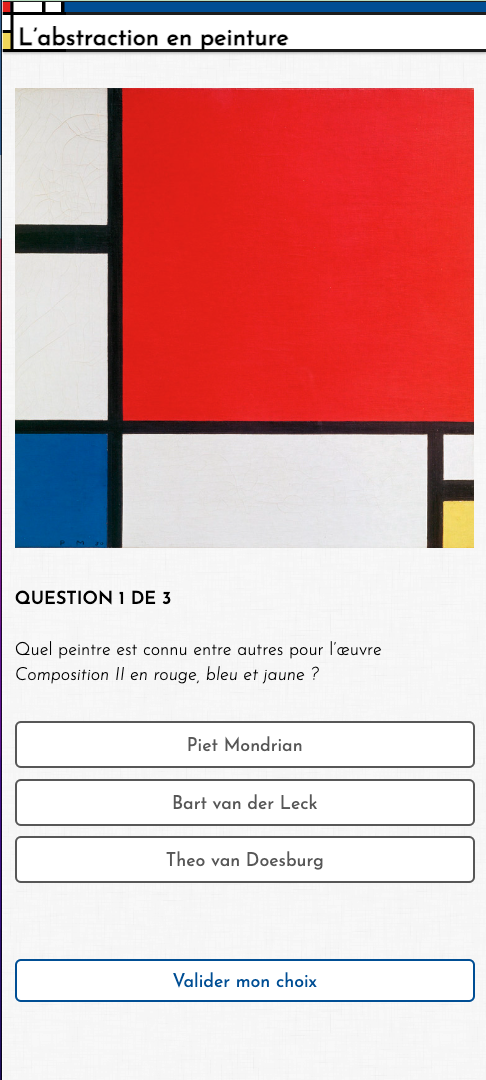 L’abstraction en peinture
QUESTION 1 DE 3
Quel peintre est connu entre autres pour l’œuvre
Composition II en rouge, bleu et jaune ?
Piet Mondrian
Bart van der Leck
Theo van Doesburg
Valider mon choix